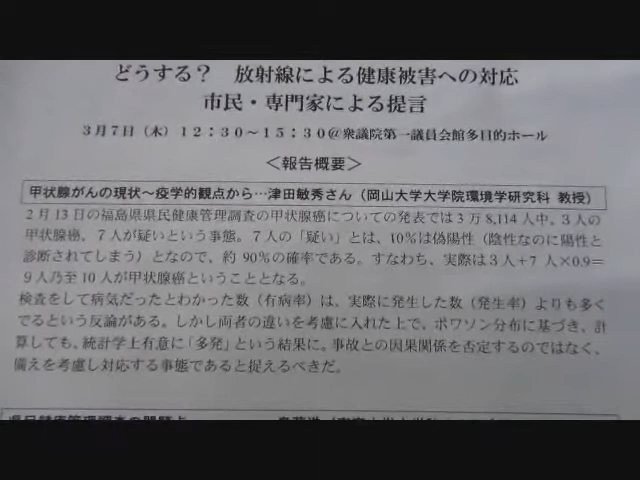 どうする？　放射線による健康被害への対応
市民・専門家による提言
３月７日（木）１２：３０～１５：３０＠衆議院第一議員会館多目的ホール
＜報告概要＞
甲状腺がんの現状～疫学的観点から…津田敏秀さん（岡山大学大学院環境学研究科 教授）
２月１３日の福島県県民健康管理調査の甲状腺癌についての発表では３万 8,114 人中、３人の
甲状腺癌、７人が疑いという事態。７人の「疑い」とは、10％は偽陽性（陰性なのに陽性と
診断されてしまう）となので、約 90％の確率である。すなわち、実際は３人＋７人×0.9＝
９人乃至 10 人が甲状腺癌ということとなる。
検査をして病気だったとわかった数（有病率）は、実際に発生した数（発生率）よりも多く
でるという反論がある。しかし両者の違いを考慮に入れた上で、ポワソン分布に基づき、計
算しても、統計学上有意に「多発」という結果に、事故との因果関係を否定するのではなく、
備えを考慮し対応する事態であると捉えるべきだ。